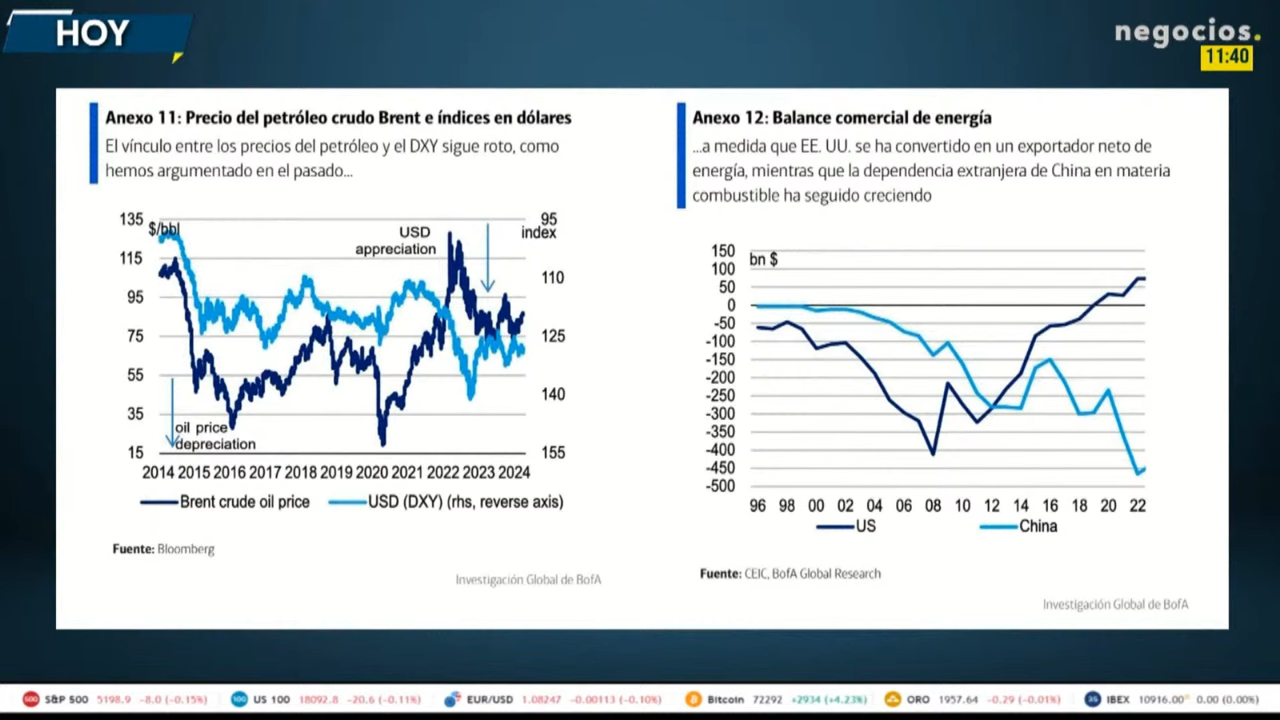 HOY
negocios.
11:40
Anexo 11: Precio del petróleo crudo Brent e índices en dólares
El vínculo entre los precios del petróleo y el DXY sigue roto, como
hemos argumentado en el pasado...
135
115
95
75
55
35
15
$/bbl
USD
appreciation
95
index
110
125
140
155
oil price
depreciation
2014 2015 2016 2017 2018 2019 2020 2021 2022 2023 2024
Brent crude oil price
USD (DXY) (rhs, reverse axis)
Fuente: Bloomberg
Investigación Global de BofA
Anexo 12: Balance comercial de energía
...a medida que EE. UU. se ha convertido en un exportador neto de
energía, mientras que la dependencia extranjera de China en materia
combustible ha seguido creciendo
150
100
50
0
-50
-100
-150
-200
-250
-300
-350
-400
-450
-500
bn $
96 98 00 02 04 06 08 10 12 14 16 18 20 22
US
China
Fuente: CEIC, BofA Global Research
Investigación Global de BofA
500 S&P 500 5198.9 -8.0 (-0.15%) 100 US 100 18092.8 -20.6 (-0.11%) EUR/USD 1.08247 -0.00113 (-0.10%) Bitcoin 72292 +2934 (+4.23%) ORO 1957.64 -0.29 (-0.01%) 35 IBEX 10916.00 0.00 (0.00%)